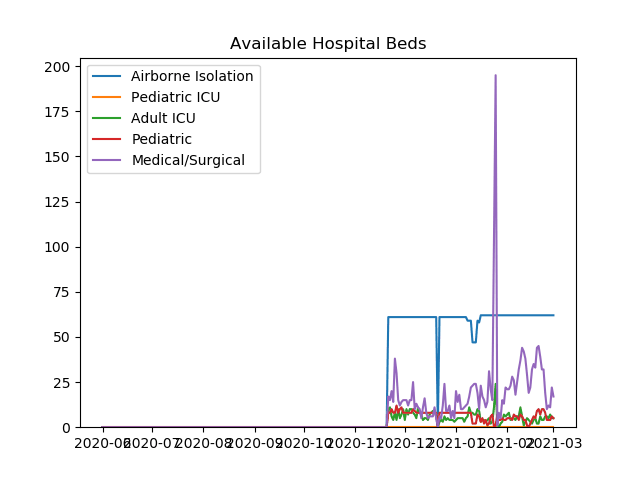 Available Hospital Beds
200
175
150
125
100
75
50
25
0
Airborne Isolation
Pediatric ICU
Adult ICU
Pediatric
Medical/Surgical
2020-06 2020-07 2020-08 2020-09 2020-10 2020-11 2020-12 2021-01 2021-02 2021-03